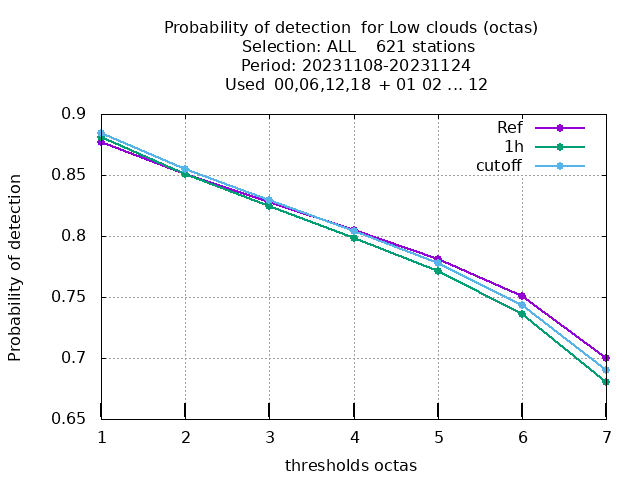 Probability of detection  for Low clouds (octas)
Selection: ALL    621 stations
Period: 20231108-20231124
Used  00,06,12,18  + 01 02 ... 12
Ref
1h
cutoff
Probability of detection
0.9
0.85
0.8
0.75
0.7
0.65
1 2 3 4 5 6 7
thresholds octas